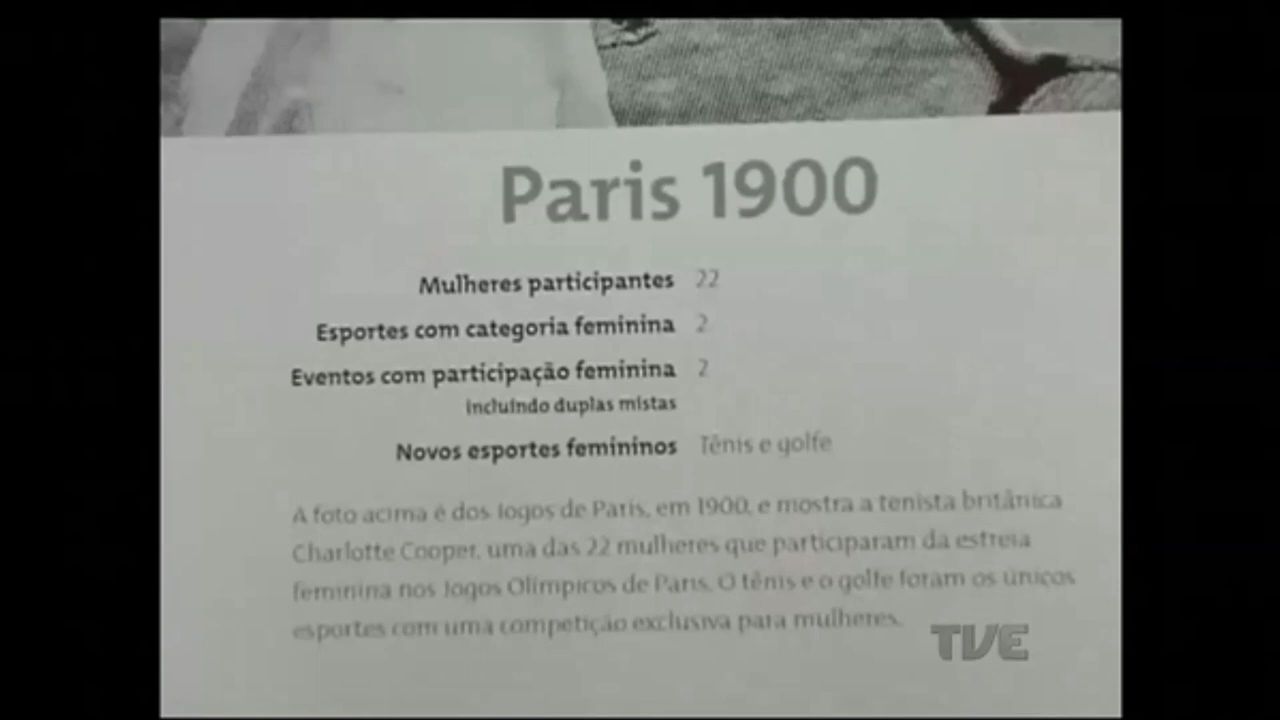 Paris 1900
Mulheres participantes 22
Esportes com categoria feminina 2
Eventos com participação feminina 2
incluindo duplas mistas
Novos esportes femininos Tênis e golfe
A foto acima é dos Jogos de Paris, em 1900, e mostra a tenista britânica
Charlotte Cooper, uma das 22 mulheres que participaram da estreia
feminina nos Jogos Olímpicos de Paris. O tênis e o golfe foram os únicos
esportes com uma competição exclusiva para mulheres.
TVE